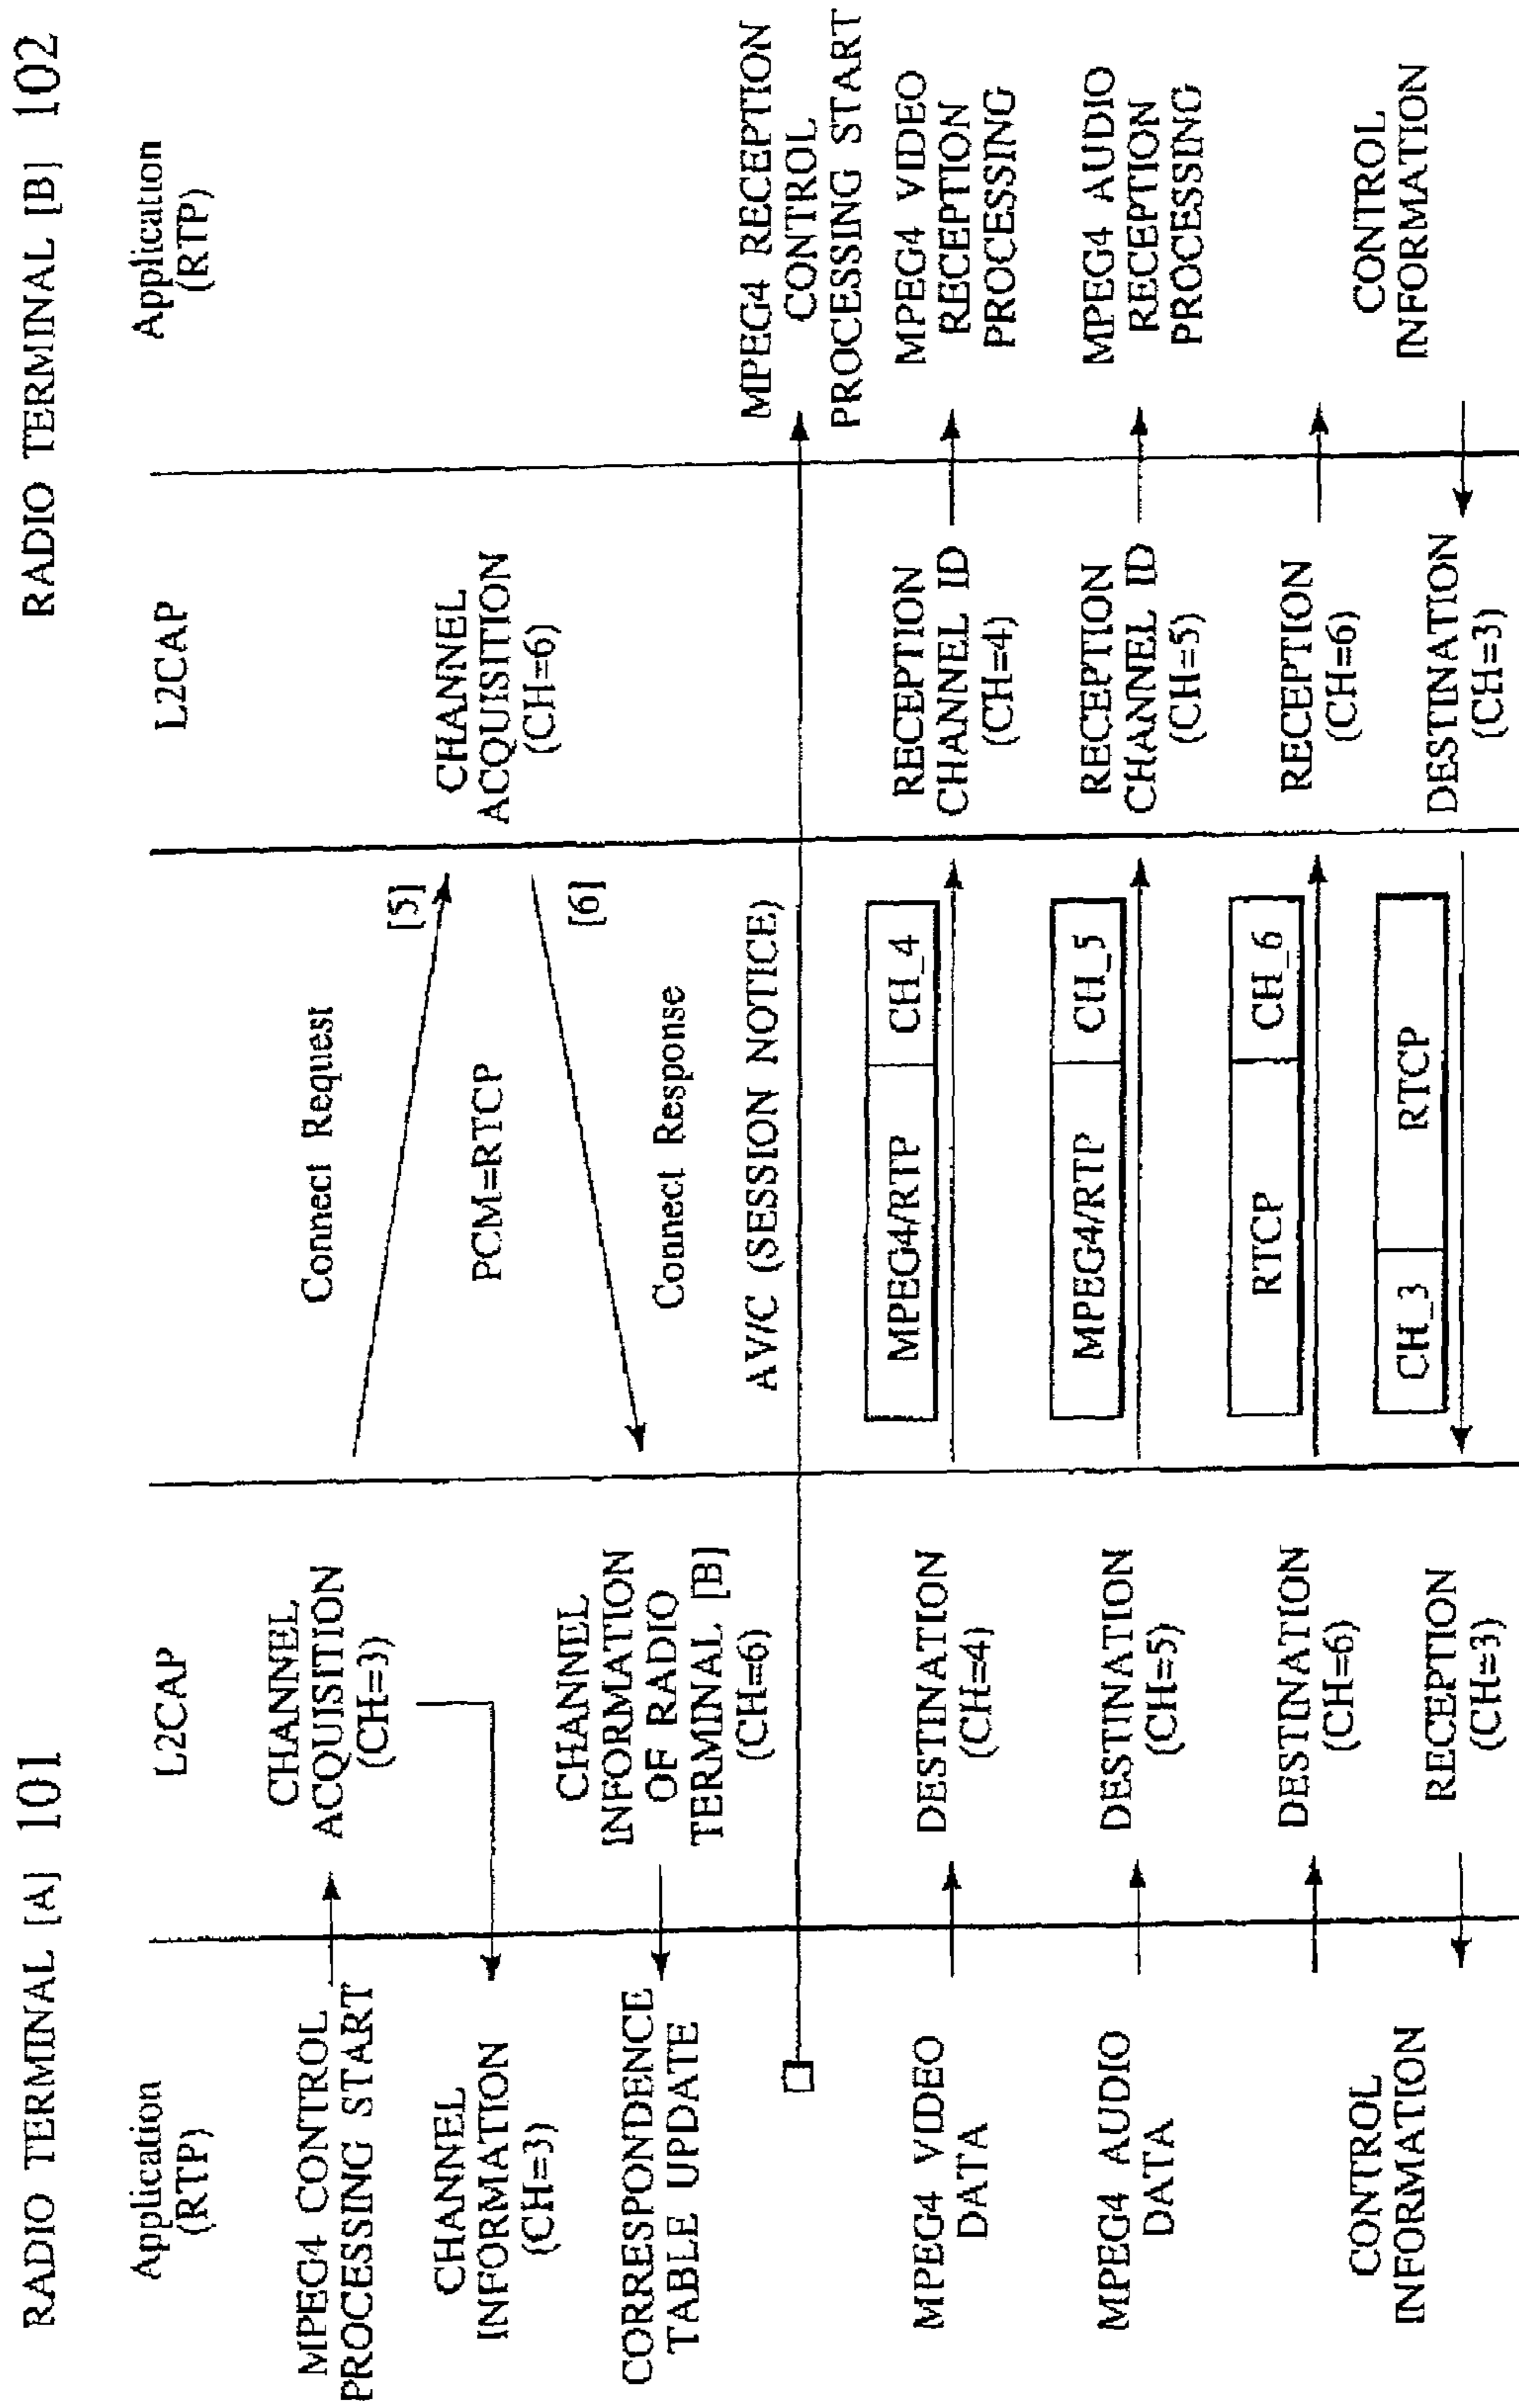 RADIO TERMINAL [A] 101
RADIO TERMINAL [B] 102
Application
(RTP)
L2CAP
L2CAP
Application
(RTP)
MPEG4 CONTROL
PROCESSING START
CHANNEL
ACQUISITION
(CH=3)
Connect Request
[5]
CHANNEL
INFORMATION
(CH=3)
PCM=RTCP
CHANNEL
ACQUISITION
(CH=6)
[6]
CORRESPONDENCE
TABLE UPDATE
CHANNEL
INFORMATION
OF RADIO
TERMINAL [B]
(CH=6)
Connect Response
AV/C (SESSION NOTICE)
MPEG4 RECEPTION
CONTROL
PROCESSING START
MPEG4 VIDEO
DATA
DESTINATION
(CH=4)
MPEG4/RTP CH_4
RECEPTION
CHANNEL ID
(CH=4)
MPEG4 VIDEO
RECEPTION
PROCESSING
MPEG4 AUDIO
DATA
DESTINATION
(CH=5)
MPEG4/RTP CH_5
RECEPTION
CHANNEL ID
(CH=5)
MPEG4 AUDIO
RECEPTION
PROCESSING
CONTROL
INFORMATION
DESTINATION
(CH=6)
RTCP CH_6
RECEPTION
(CH=6)
CONTROL
INFORMATION
RECEPTION
(CH=3)
CH_3 RTCP
DESTINATION
(CH=3)